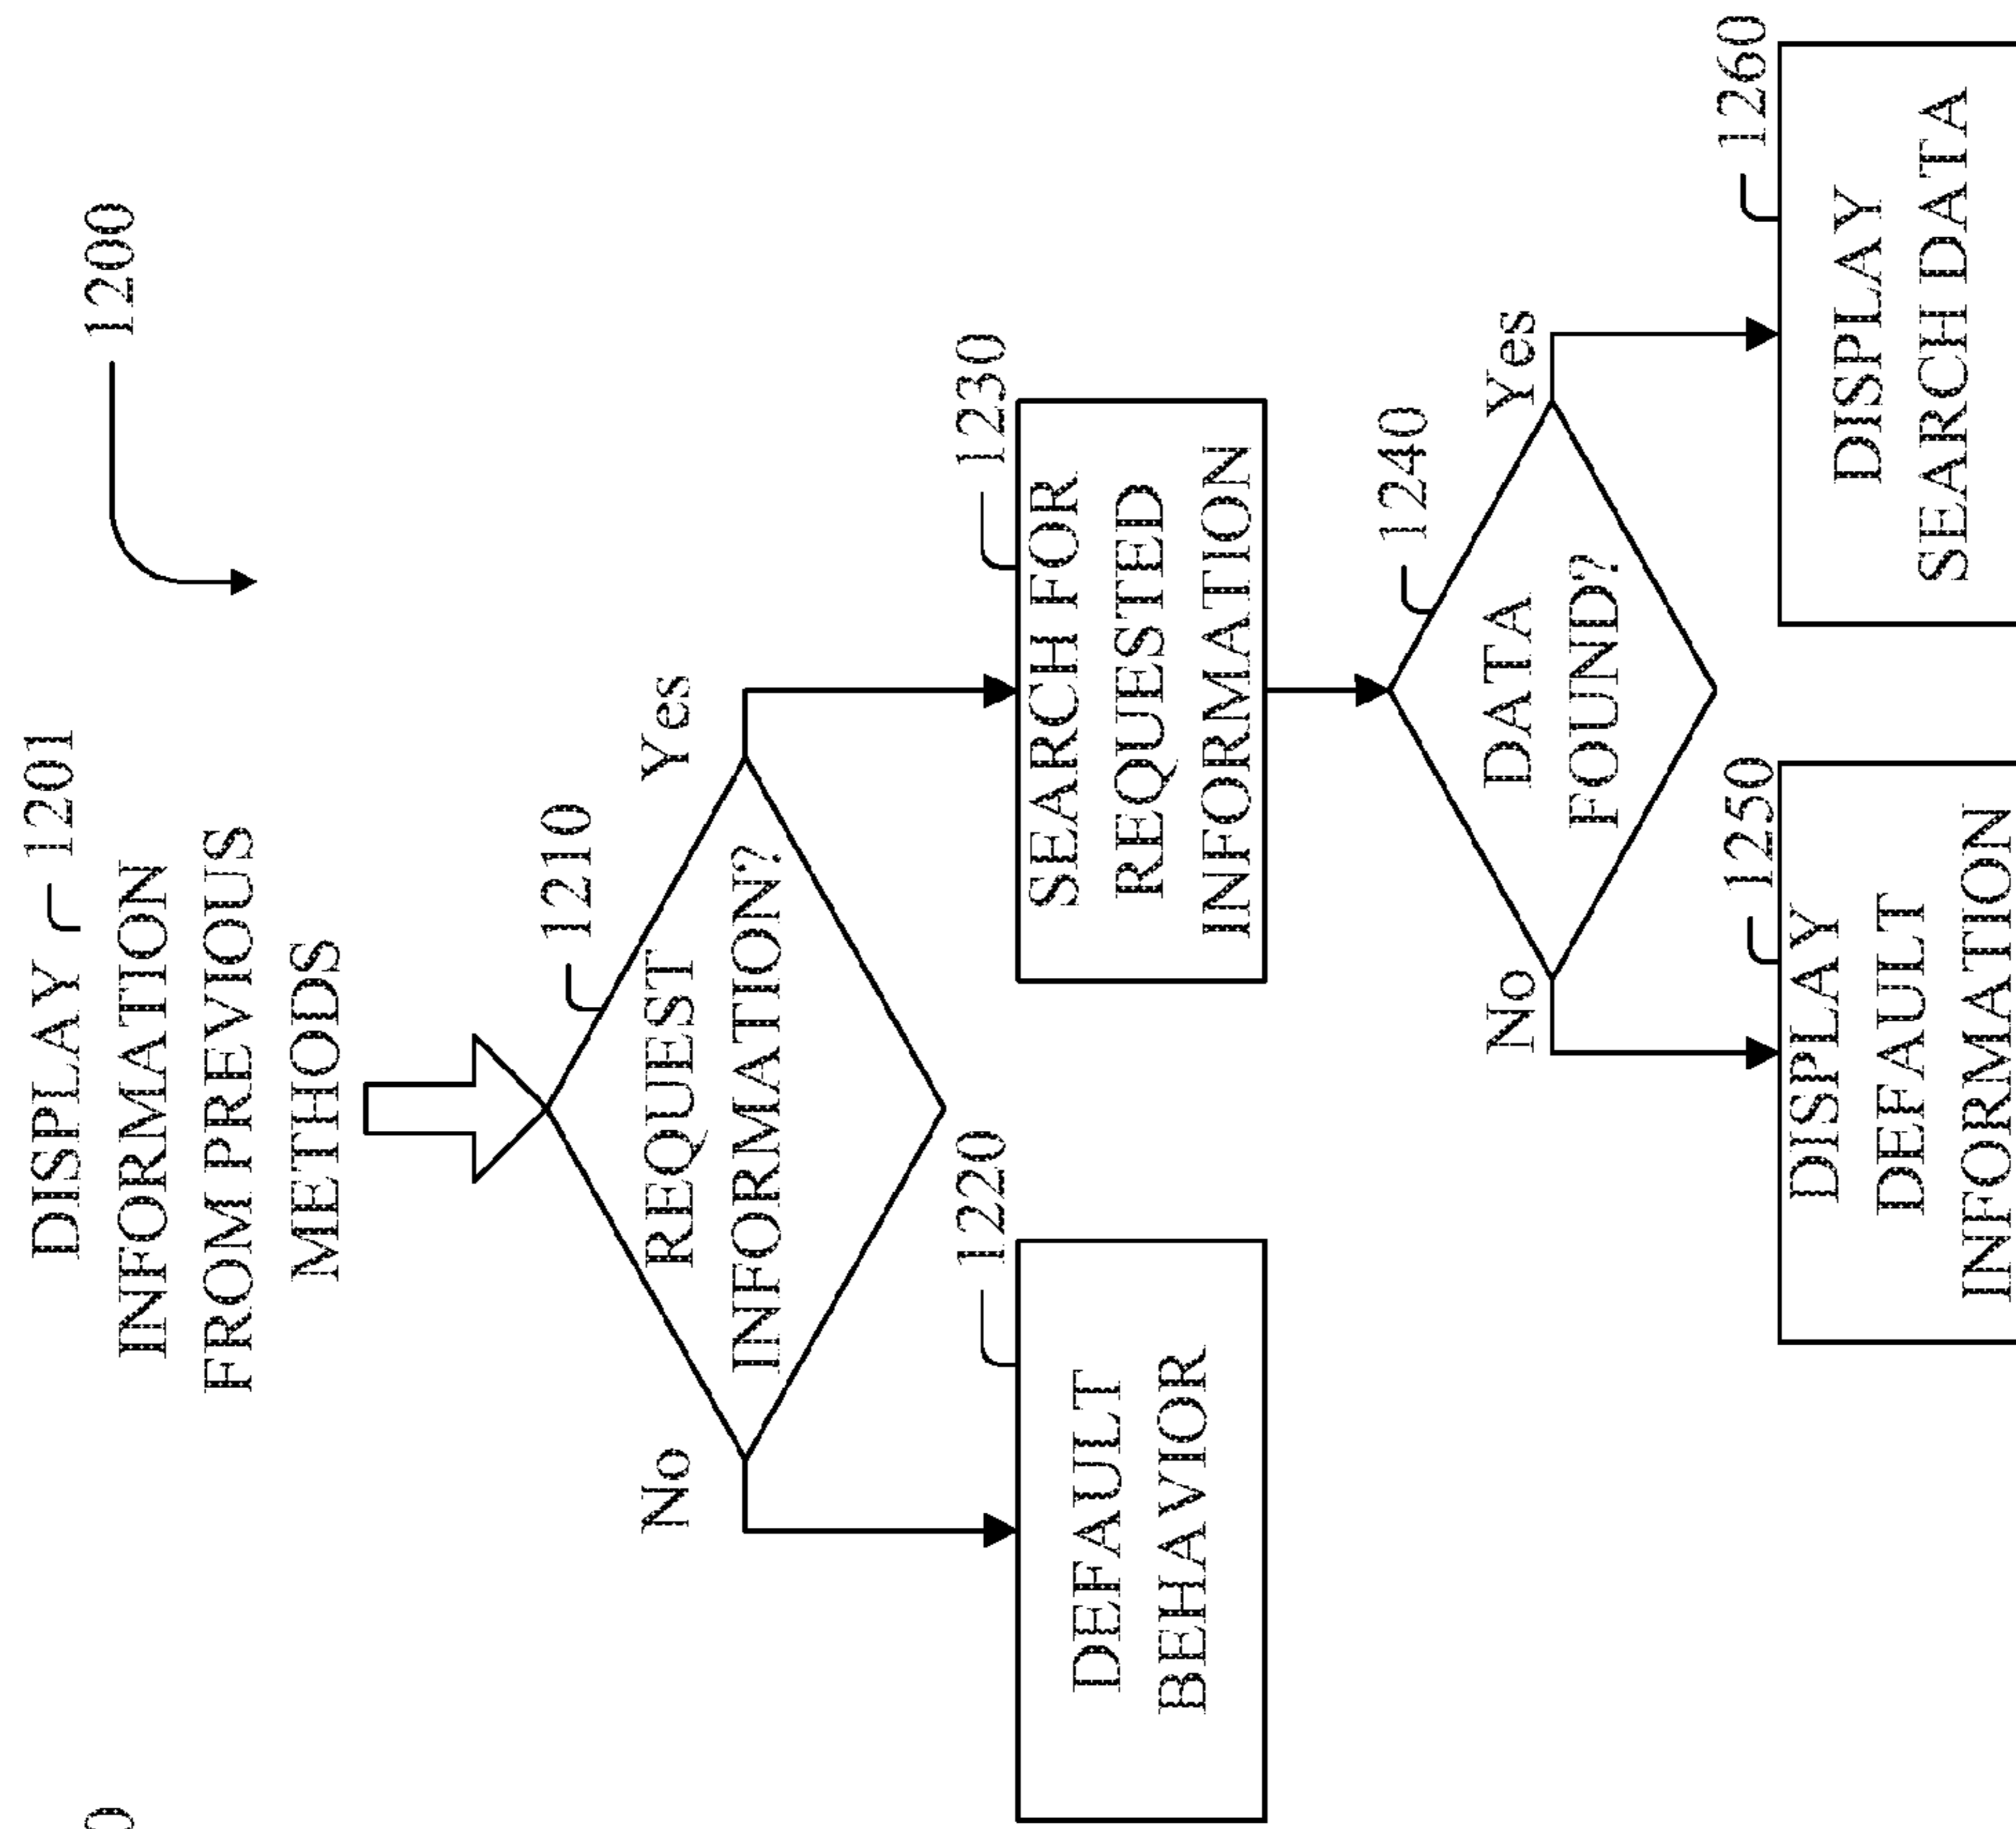 1200
DISPLAY 1201
INFORMATION
FROM PREVIOUS
METHODS
1210
REQUEST
INFORMATION?
No
Yes
1220
DEFAULT
BEHAVIOR
1230
SEARCH FOR
REQUESTED
INFORMATION
1240
DATA
FOUND?
No
Yes
1250
DISPLAY
DEFAULT
INFORMATION
1260
DISPLAY
SEARCH DATA